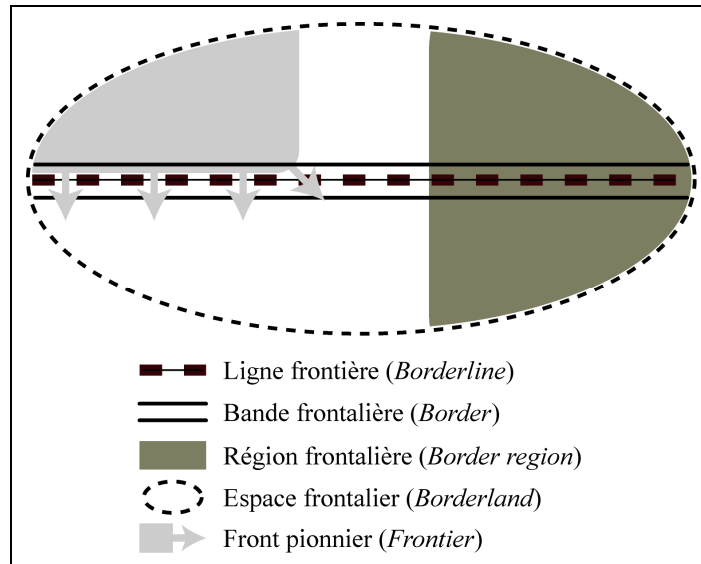 Ligne frontière (Borderline)
Bande frontalière (Border)
Région frontalière (Border region)
Espace frontalier (Borderland)
Front pionnier (Frontier)